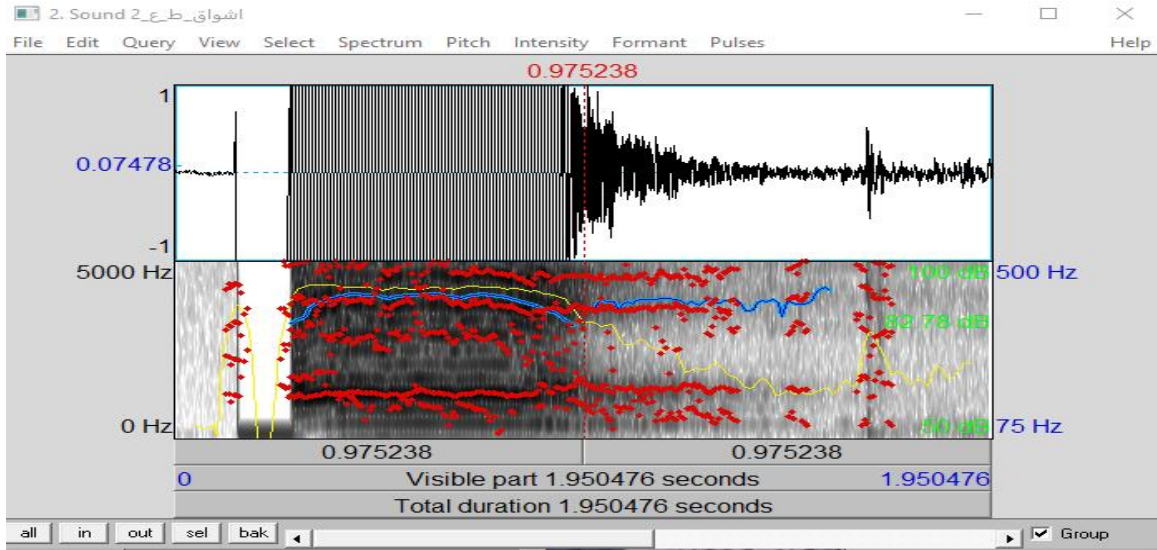 2. Sound 2_اشواق_ط_ع
File Edit Query View Select Spectrum Pitch Intensity Formant Pulses Help
0.975238
1
0.07478
-1
5000 Hz 100 dB 500 Hz
82.78 dB
0 Hz 50 dB 75 Hz
0.975238 0.975238
0 Visible part 1.950476 seconds 1.950476
Total duration 1.950476 seconds
all in out sel bak Group